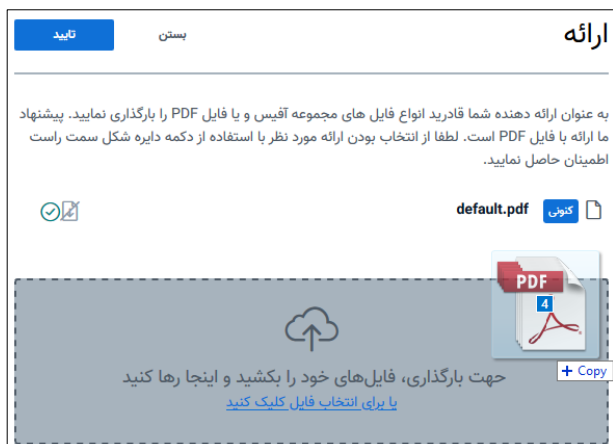 ارائه
بستن
تایید
به عنوان ارائه دهنده شما قادرید انواع فایل های مجموعه آفیس و یا فایل PDF را بارگذاری نمایید. پیشنهاد
ما ارائه با فایل PDF است. لطفا از انتخاب بودن ارائه مورد نظر با استفاده از دکمه دایره شکل سمت راست
اطمینان حاصل نمایید.
کنونی default.pdf
PDF
4
+ Copy
حهت بارگذاری، فایل‌های خود را بکشید و اینجا رها کنید
یا برای انتخاب فایل کلیک کنید